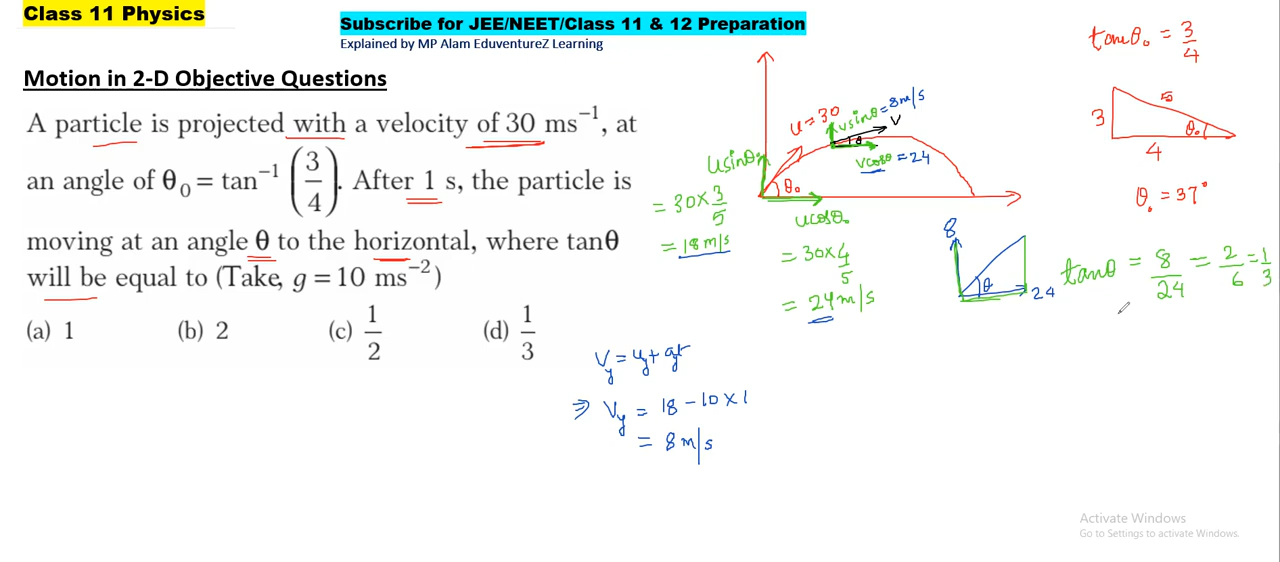 Class 11 Physics
Subscribe for JEE/NEET/Class 11 & 12 Preparation
Explained by MP Alam EduventureZ Learning
Motion in 2-D Objective Questions
A particle is projected with a velocity of 30 ms⁻¹, at
an angle of θ₀ = tan⁻¹ (3/4). After 1 s, the particle is
moving at an angle θ to the horizontal, where tanθ
will be equal to (Take, g = 10 ms⁻²)
(a) 1 (b) 2 (c) 1/2 (d) 1/3
u = 30
vsinθ = 8m/s
v
θ
vcosθ = 24
usinθ₀
θ₀
ucosθ₀
= 30 × 3/5
= 18 m/s
= 30 × 4/5
= 24 m/s
tanθ₀ = 3/4
3
5
θ₀
4
θ₀ = 37°
8
θ
24
tanθ = 8/24 = 2/6 = 1/3
Vy = uy + gt
⇒ Vy = 18 - 10 × 1
= 8 m/s
Activate Windows
Go to Settings to activate Windows.